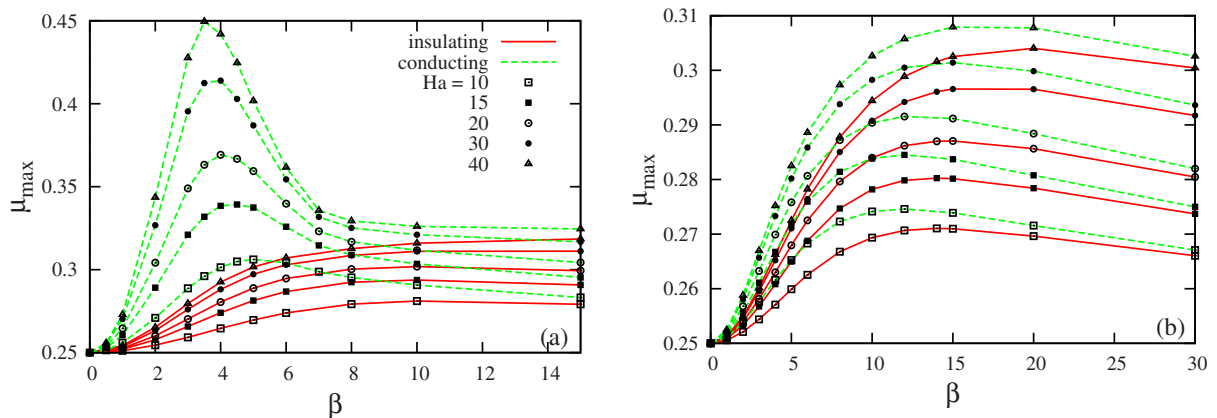 0.45
0.4
0.35
0.3
0.25
μmax
insulating
conducting
Ha = 10
15
20
30
40
(a)
0 2 4 6 8 10 12 14
β
0.31
0.3
0.29
0.28
0.27
0.26
0.25
μmax
(b)
0 5 10 15 20 25 30
β